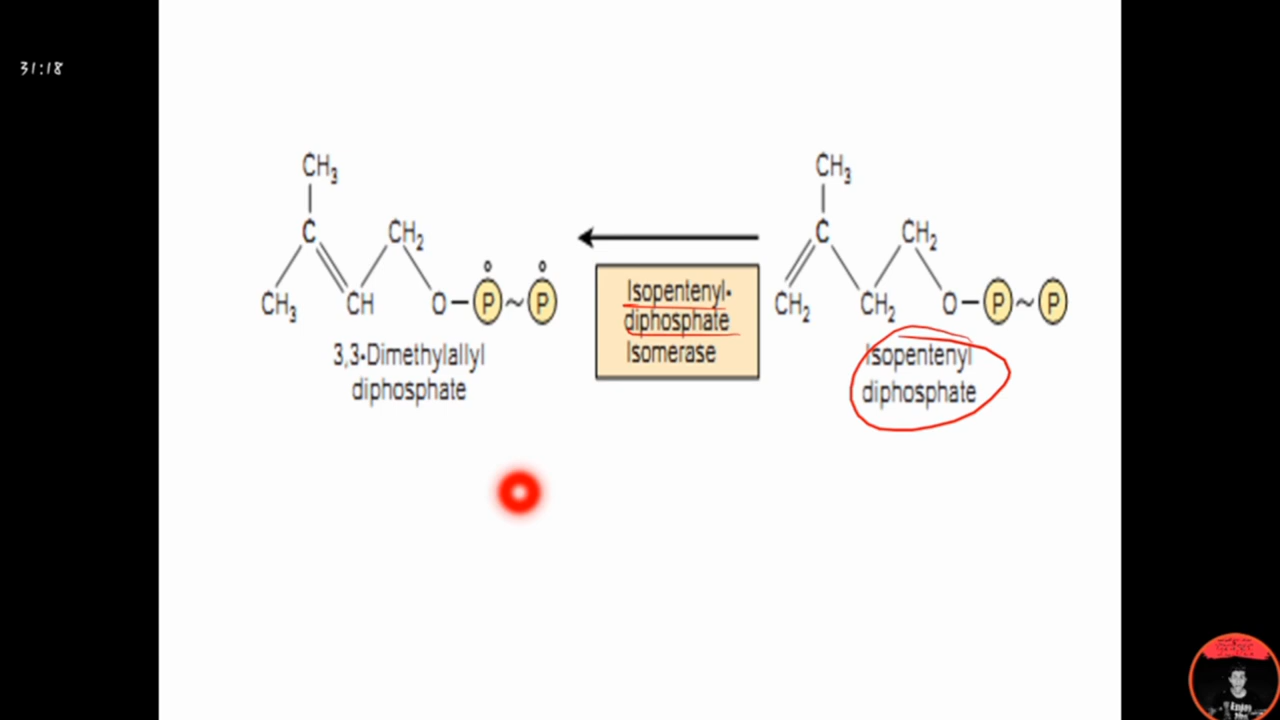 31:18
CH3
CH3
C
CH2
C
CH2
CH3
CH
O
P
~
P
CH2
CH2
O
P
~
P
Isopentenyl-
diphosphate
Isomerase
3,3-Dimethylallyl
diphosphate
Isopentenyl
diphosphate